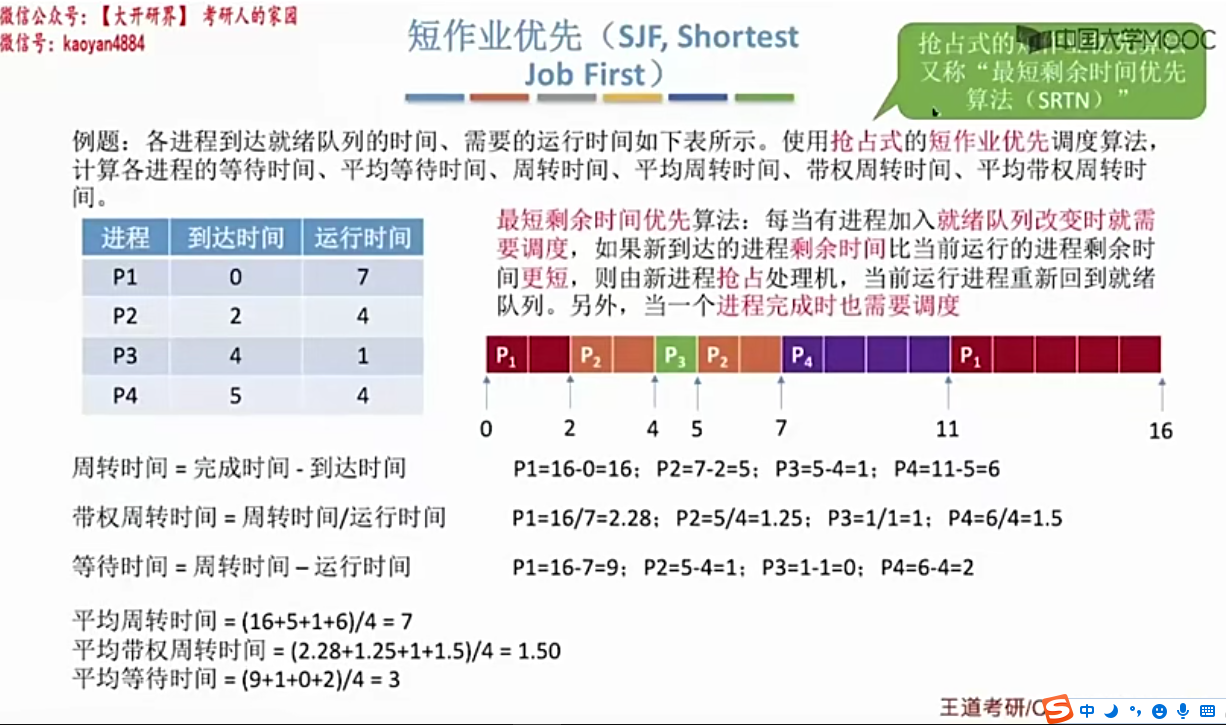 微信公众号：【大开研界】 考研人的家园
微信号：kaoyan4884
短作业优先（SJF, Shortest
Job First）
中国大学MOOC
抢占式的短作业优先算法
又称“最短剩余时间优先
算法（SRTN）”
例题：各进程到达就绪队列的时间、需要的运行时间如下表所示。使用抢占式的短作业优先调度算法，
计算各进程的等待时间、平均等待时间、周转时间、平均周转时间、带权周转时间、平均带权周转时
间。
进程 到达时间 运行时间
P1 0 7
P2 2 4
P3 4 1
P4 5 4
最短剩余时间优先算法：每当有进程加入就绪队列改变时就需
要调度，如果新到达的进程剩余时间比当前运行的进程剩余时
间更短，则由新进程抢占处理机，当前运行进程重新回到就绪
队列。另外，当一个进程完成时也需要调度
P1 P2 P3 P2 P4 P1
0 2 4 5 7 11 16
周转时间 = 完成时间 - 到达时间 P1=16-0=16；P2=7-2=5；P3=5-4=1；P4=11-5=6
带权周转时间 = 周转时间/运行时间 P1=16/7=2.28；P2=5/4=1.25；P3=1/1=1；P4=6/4=1.5
等待时间 = 周转时间 – 运行时间 P1=16-7=9；P2=5-4=1；P3=1-1=0；P4=6-4=2
平均周转时间 = (16+5+1+6)/4 = 7
平均带权周转时间 = (2.28+1.25+1+1.5)/4 = 1.50
平均等待时间 = (9+1+0+2)/4 = 3
王道考研/C
中